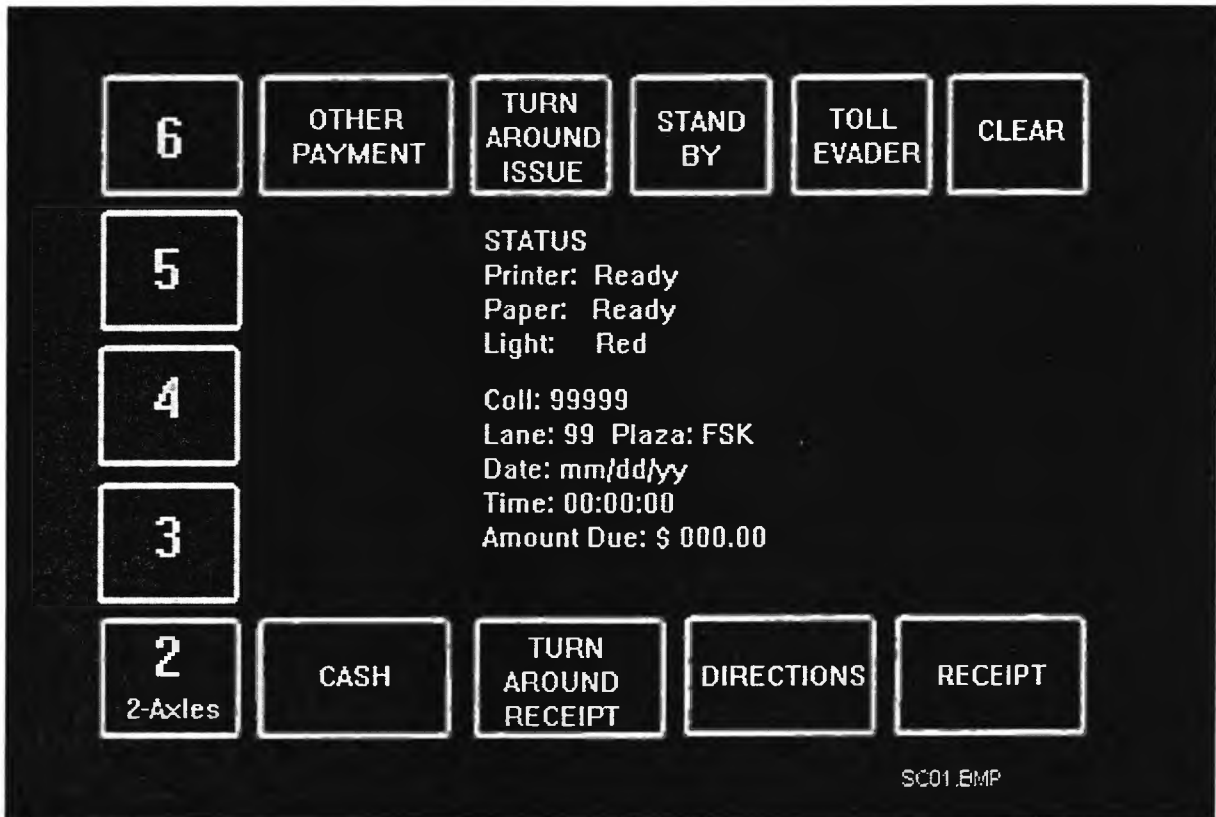 6
OTHER
PAYMENT
TURN
AROUND
ISSUE
STAND
BY
TOLL
EVADER
CLEAR
5
4
3
STATUS
Printer: Ready
Paper: Ready
Light: Red
Coll: 99999
Lane: 99 Plaza: FSK
Date: mm/dd/yy
Time: 00:00:00
Amount Due: $ 000.00
2
2-Axles
CASH
TURN
AROUND
RECEIPT
DIRECTIONS
RECEIPT
SC01.BMP